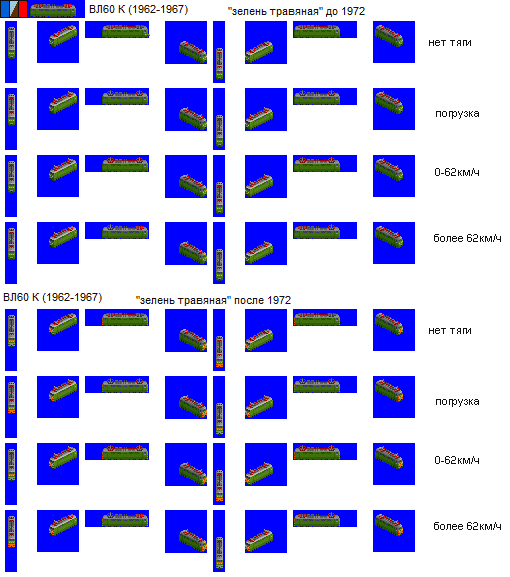 ВЛ60 К (1962-1967) "зелень травяная" до 1972
нет тяги
погрузка
0-62км/ч
более 62км/ч
ВЛ60 К (1962-1967) "зелень травяная" после 1972
нет тяги
погрузка
0-62км/ч
более 62км/ч